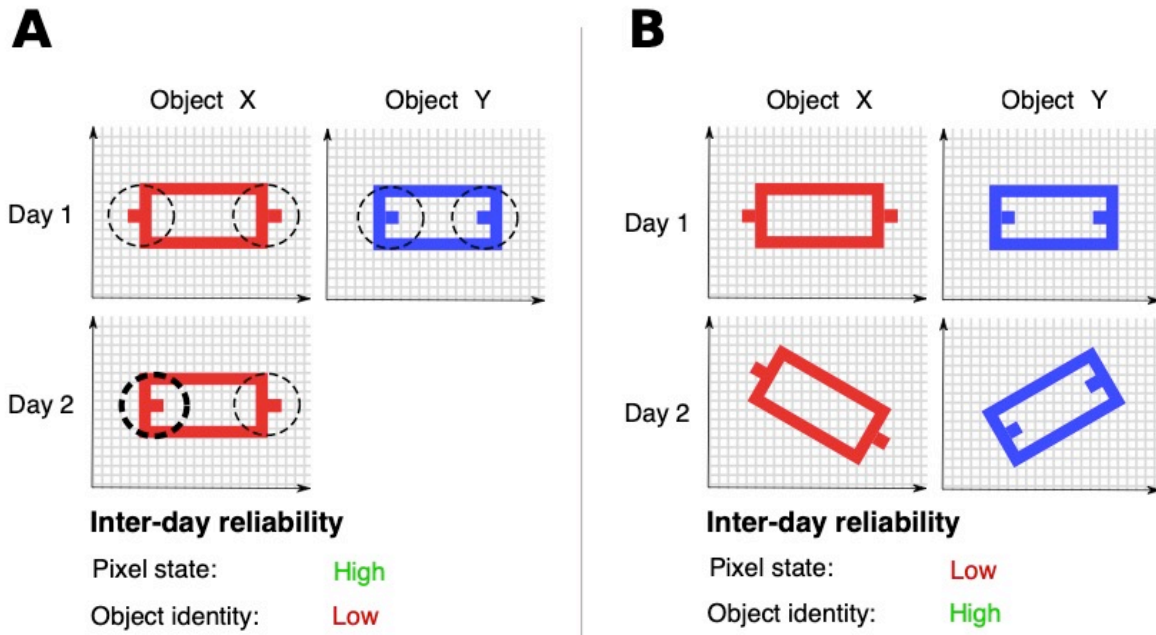 A
Object X
Object Y
Day 1
Day 2
Inter-day reliability
Pixel state: High
Object identity: Low
B
Object X
Object Y
Day 1
Day 2
Inter-day reliability
Pixel state: Low
Object identity: High